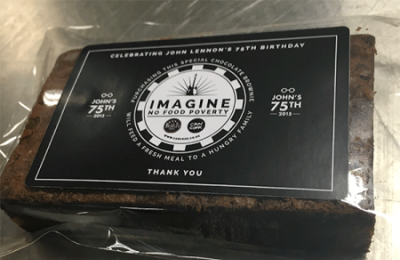 CELEBRATING JOHN LENNON'S 75TH BIRTHDAY
PURCHASING THIS SPECIAL CHOCOLATE BROWNIE
IMAGINE
NO FOOD POVERTY
WILL FEED A FRESH MEAL TO A HUNGRY FAMILY
JOHN'S
75TH
2015
JOHN'S
75TH
2015
THANK YOU